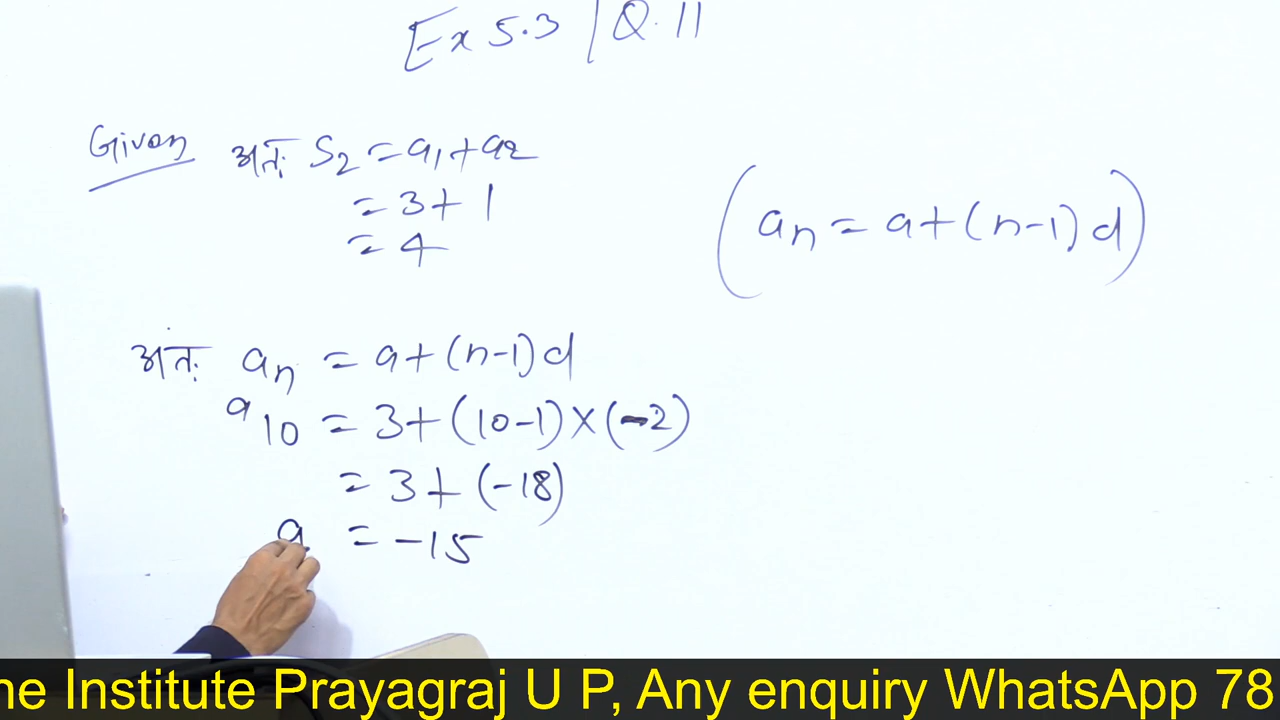 Ex 5.3 / Q.11
Given अतः S2 = a1 + a2
= 3 + 1
= 4
(an = a + (n-1) d)
अतः an = a + (n-1) d
a10 = 3 + (10-1) × (-2)
= 3 + (-18)
a = -15
ne Institute Prayagraj U P, Any enquiry WhatsApp 78